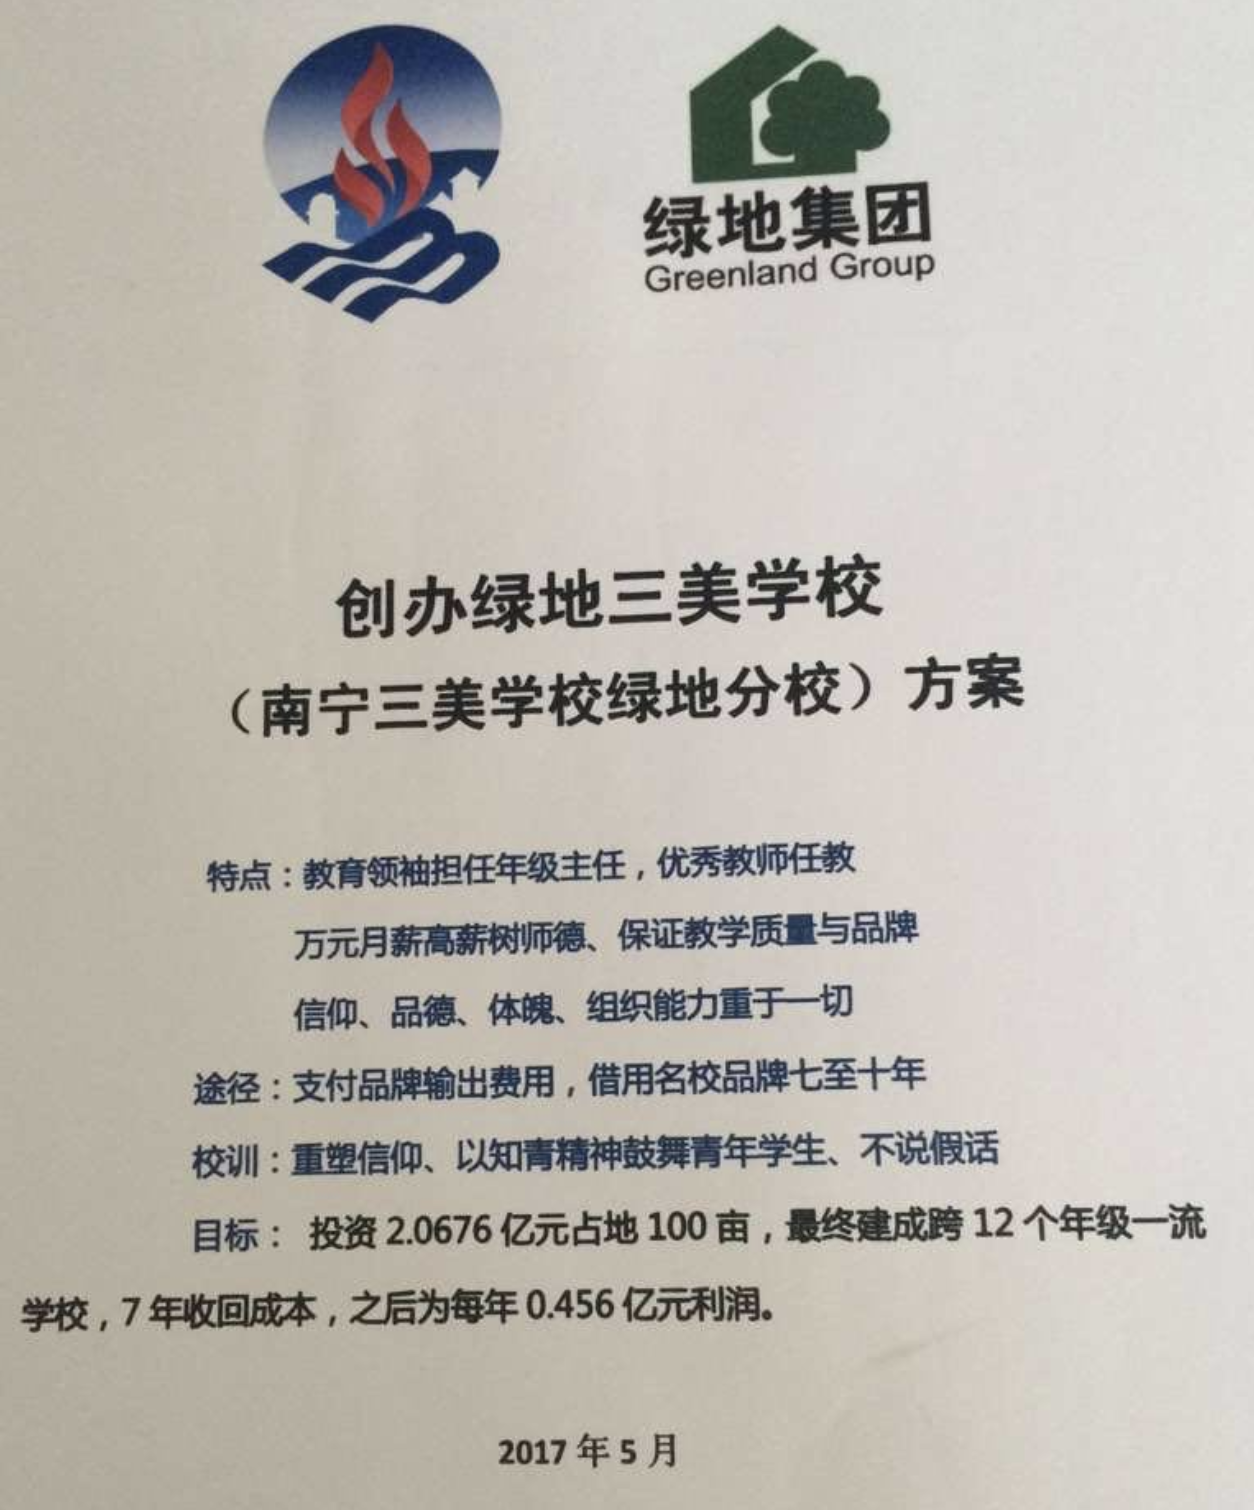 绿地集团
Greenland Group
创办绿地三美学校
（南宁三美学校绿地分校）方案
特点：教育领袖担任年级主任，优秀教师任教
万元月薪高薪树师德、保证教学质量与品牌
信仰、品德、体魄、组织能力重于一切
途径：支付品牌输出费用，借用名校品牌七至十年
校训：重塑信仰、以知青精神鼓舞青年学生、不说假话
目标： 投资 2.0676 亿元占地 100 亩，最终建成跨 12 个年级一流
学校，7 年收回成本，之后为每年 0.456 亿元利润。
2017 年 5 月